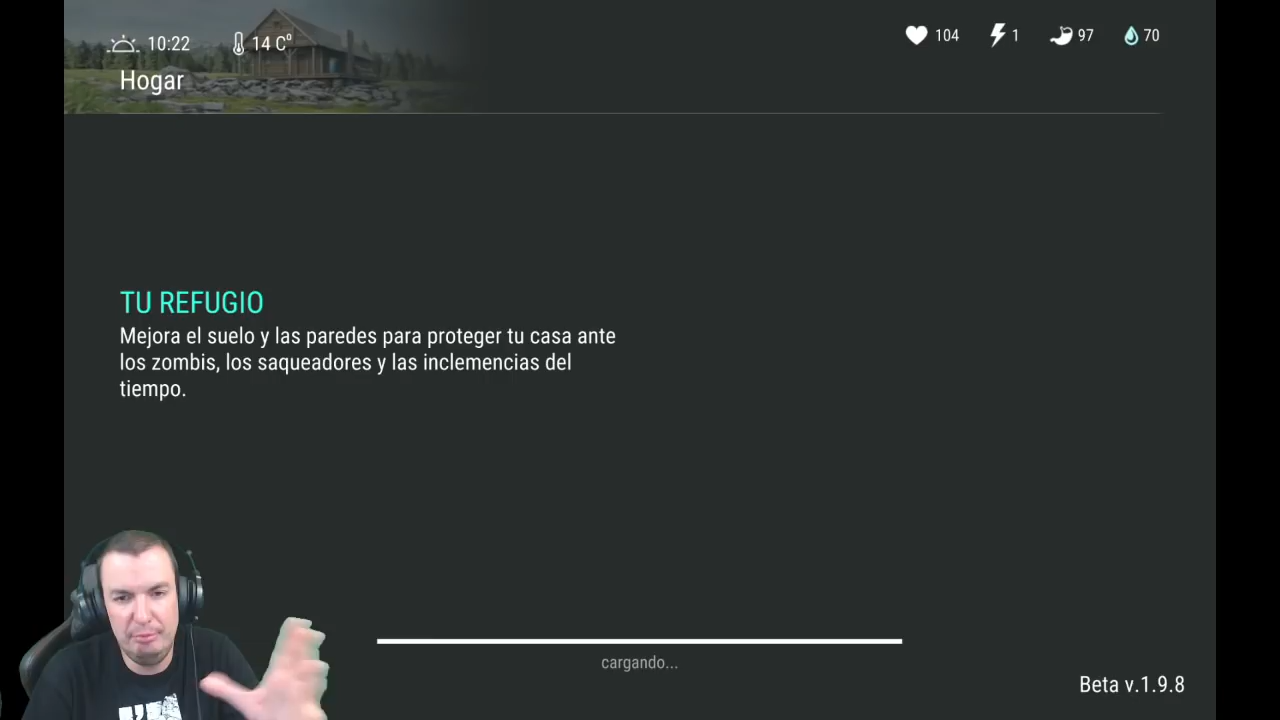 10:22
14 C°
104
1
97
70
Hogar
TU REFUGIO
Mejora el suelo y las paredes para proteger tu casa ante
los zombis, los saqueadores y las inclemencias del
tiempo.
cargando...
Beta v.1.9.8